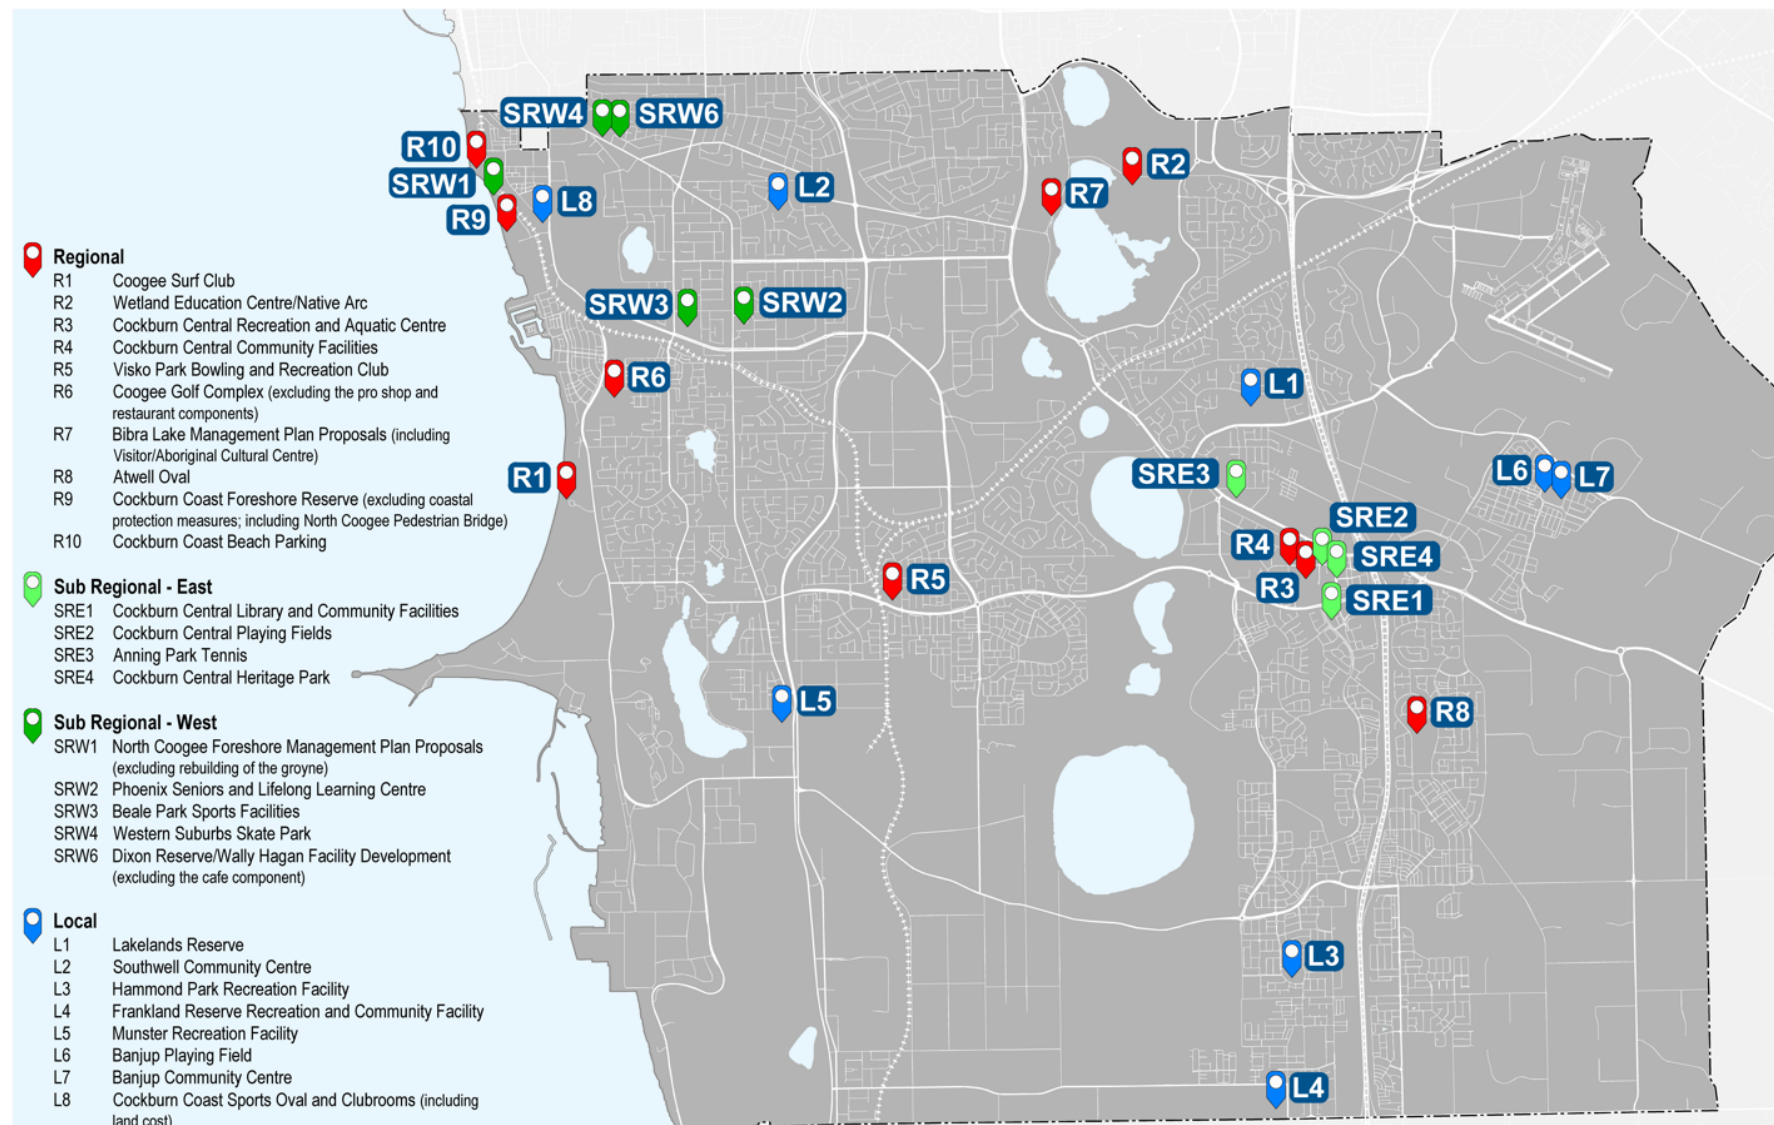 SRW4
SRW6
R10
SRW1
R9
L8
L2
R7
R2
SRW3
SRW2
R6
L1
R1
SRE3
L6
L7
SRE2
R4
SRE4
R3
SRE1
R5
L5
R8
L3
L4
Regional
R1 Coogee Surf Club
R2 Wetland Education Centre/Native Arc
R3 Cockburn Central Recreation and Aquatic Centre
R4 Cockburn Central Community Facilities
R5 Visko Park Bowling and Recreation Club
R6 Coogee Golf Complex (excluding the pro shop and
restaurant components)
R7 Bibra Lake Management Plan Proposals (including
Visitor/Aboriginal Cultural Centre)
R8 Atwell Oval
R9 Cockburn Coast Foreshore Reserve (excluding coastal
protection measures; including North Coogee Pedestrian Bridge)
R10 Cockburn Coast Beach Parking
Sub Regional - East
SRE1 Cockburn Central Library and Community Facilities
SRE2 Cockburn Central Playing Fields
SRE3 Anning Park Tennis
SRE4 Cockburn Central Heritage Park
Sub Regional - West
SRW1 North Coogee Foreshore Management Plan Proposals
(excluding rebuilding of the groyne)
SRW2 Phoenix Seniors and Lifelong Learning Centre
SRW3 Beale Park Sports Facilities
SRW4 Western Suburbs Skate Park
SRW6 Dixon Reserve/Wally Hagan Facility Development
(excluding the cafe component)
Local
L1 Lakelands Reserve
L2 Southwell Community Centre
L3 Hammond Park Recreation Facility
L4 Frankland Reserve Recreation and Community Facility
L5 Munster Recreation Facility
L6 Banjup Playing Field
L7 Banjup Community Centre
L8 Cockburn Coast Sports Oval and Clubrooms (including
land cost)